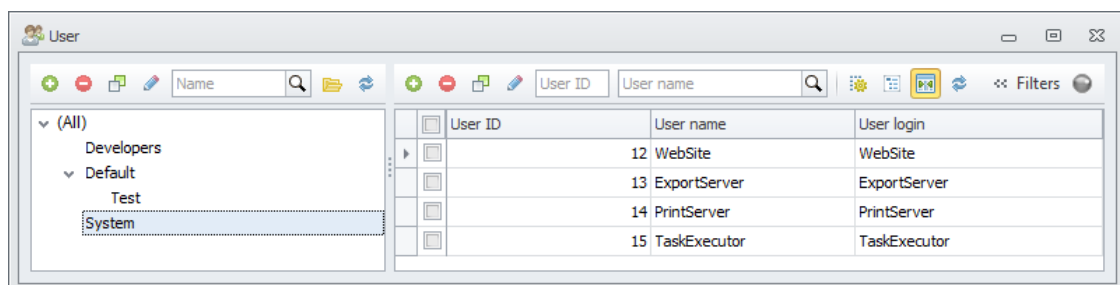 User
Name
User ID User name
« Filters
(All)
Developers
Default
Test
System
User ID User name User login
12 WebSite WebSite
13 ExportServer ExportServer
14 PrintServer PrintServer
15 TaskExecutor TaskExecutor